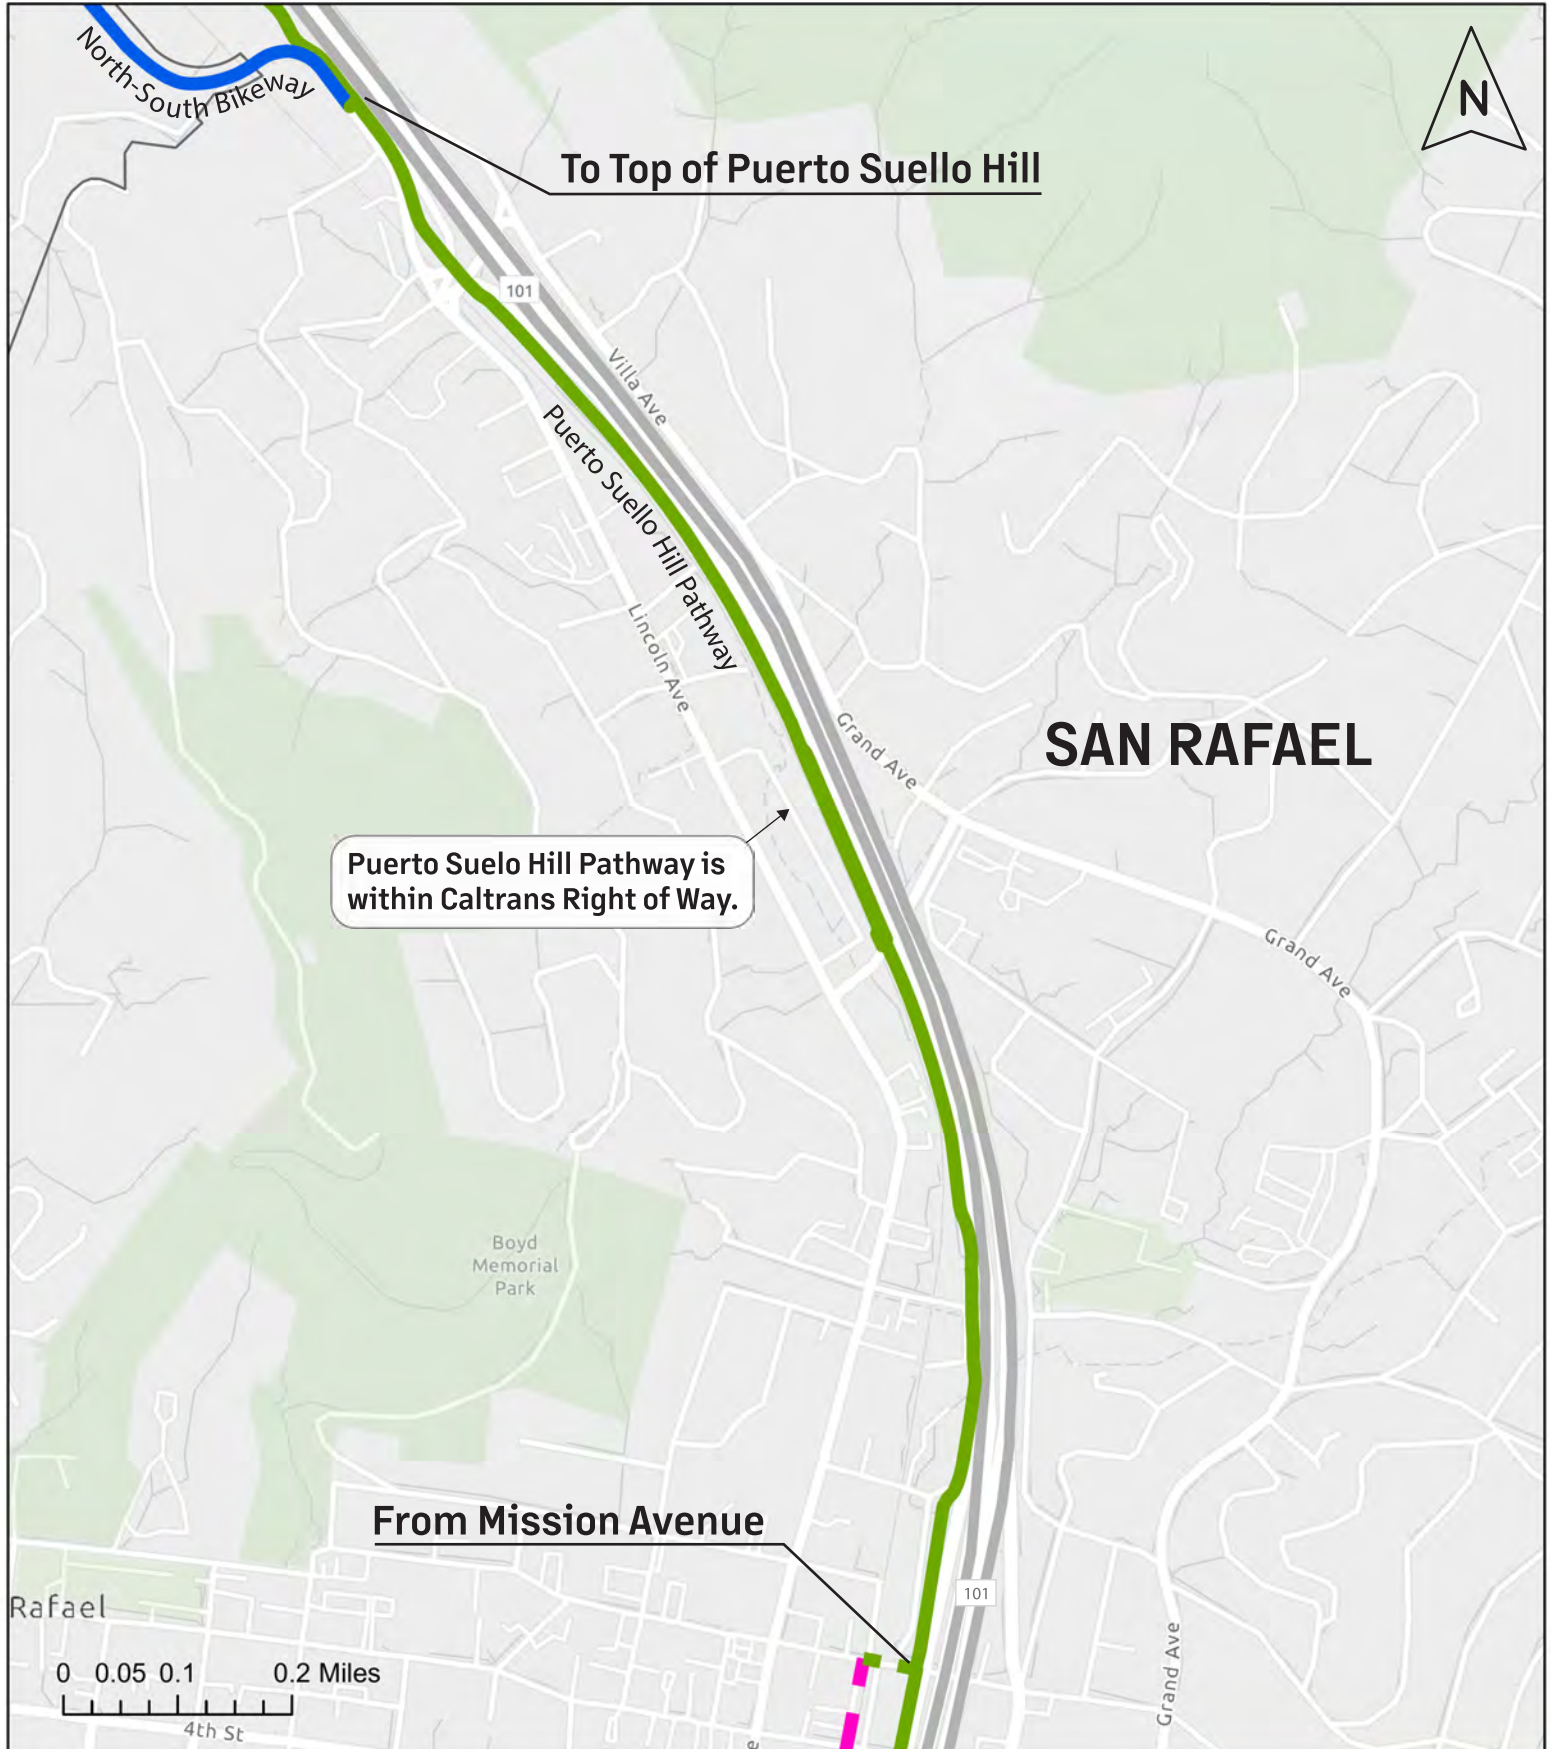 North-South Bikeway
N
To Top of Puerto Suello Hill
101
Villa Ave
Puerto Suello Hill Pathway
Lincoln Ave
Grand Ave
SAN RAFAEL
Puerto Suelo Hill Pathway is
within Caltrans Right of Way.
Grand Ave
Boyd
Memorial
Park
From Mission Avenue
101
Rafael
Grand Ave
0 0.05 0.1 0.2 Miles
4th St
e